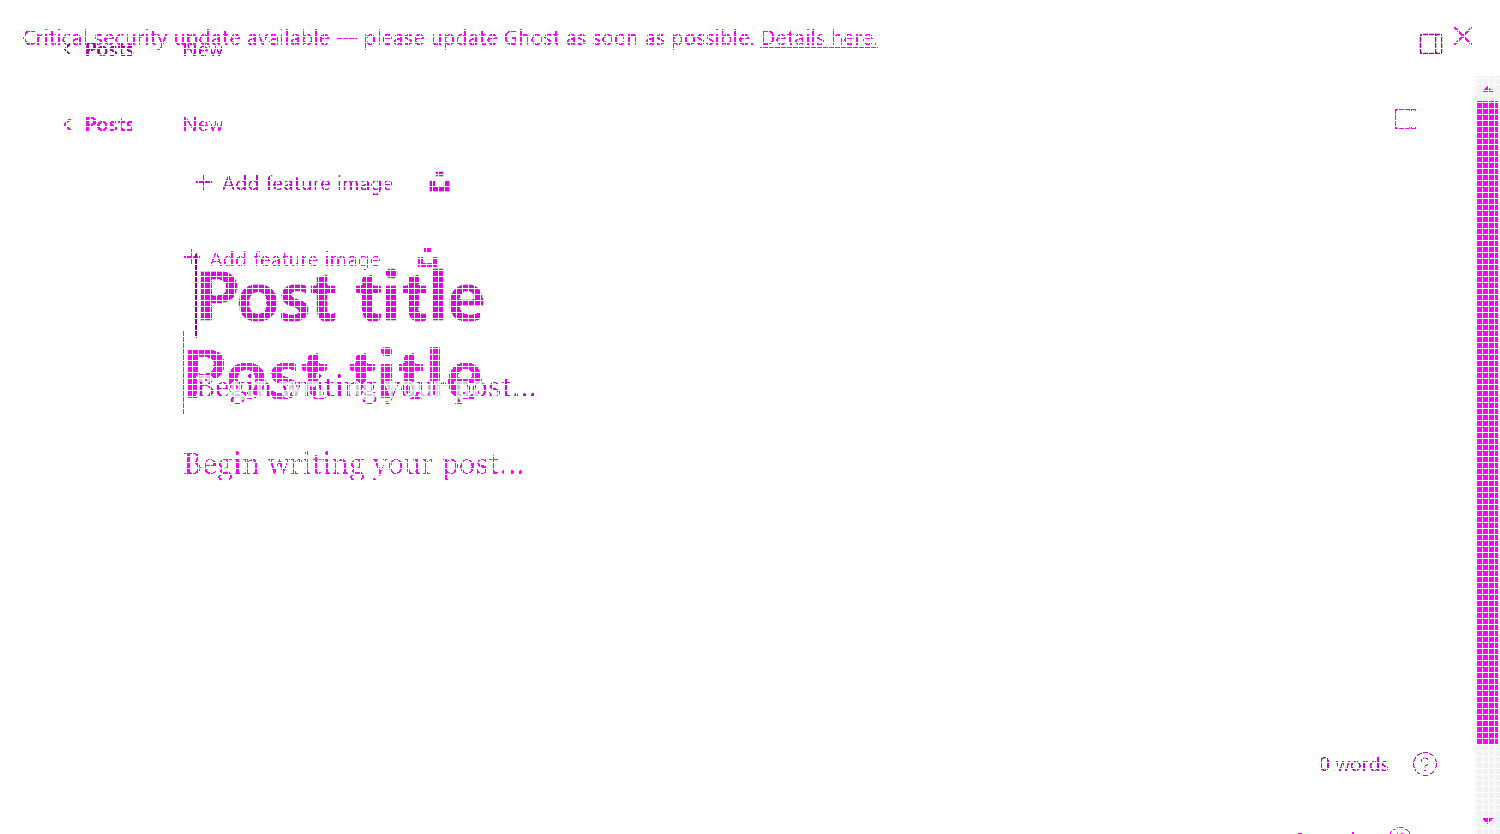 Critical security update available — please update Ghost as soon as possible. Details here.
Posts New
Posts New
Add feature image
Add feature image
Post title
Post title
Begin writing your post...
Begin writing your post...
0 words ?